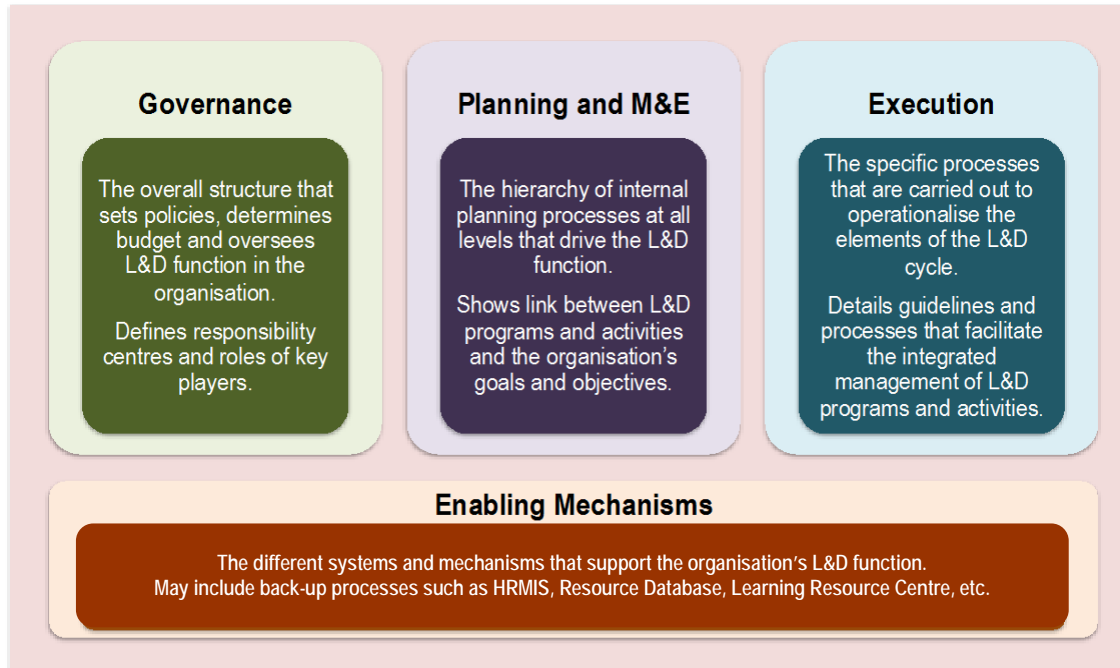 Governance
The overall structure that
sets policies, determines
budget and oversees
L&D function in the
organisation.
Defines responsibility
centres and roles of key
players.
Planning and M&E
The hierarchy of internal
planning processes at all
levels that drive the L&D
function.
Shows link between L&D
programs and activities
and the organisation's
goals and objectives.
Execution
The specific processes
that are carried out to
operationalise the
elements of the L&D
cycle.
Details guidelines and
processes that facilitate
the integrated
management of L&D
programs and activities.
Enabling Mechanisms
The different systems and mechanisms that support the organisation's L&D function.
May include back-up processes such as HRMIS, Resource Database, Learning Resource Centre, etc.